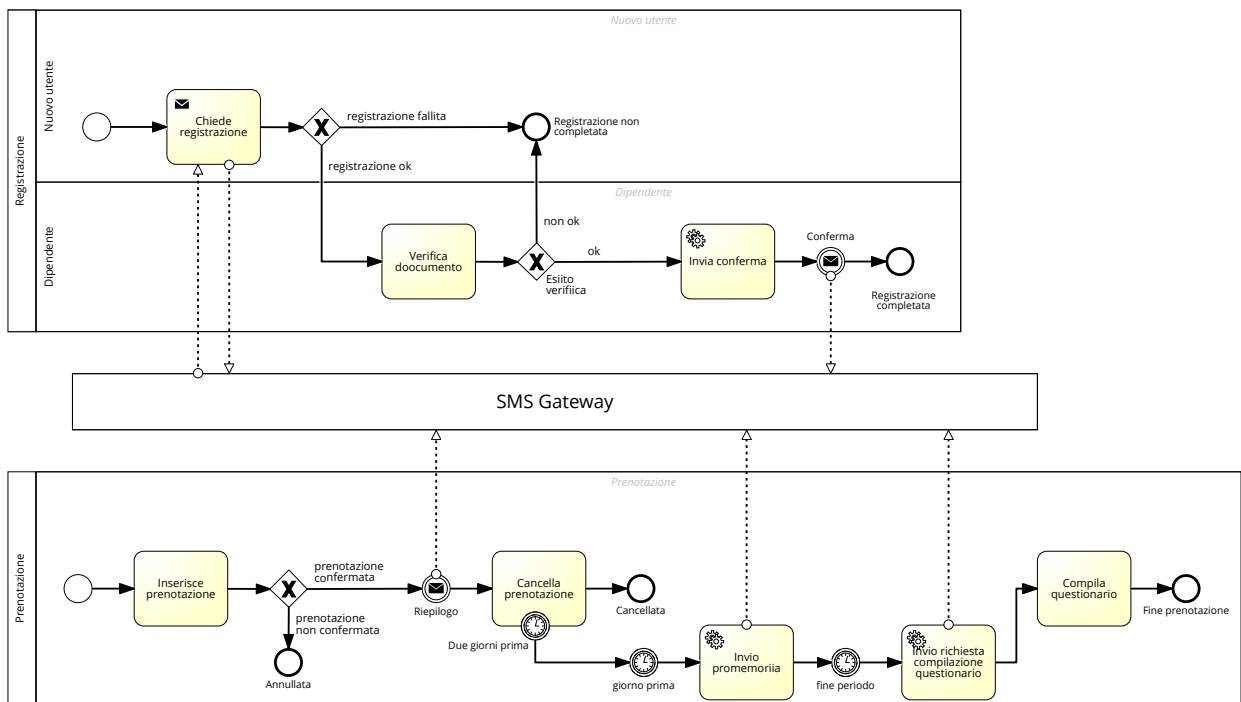 Nuovo utente
Registrazione
Nuovo utente
Chiede
registrazione
registrazione fallita
Registrazione non
completata
registrazione ok
Dipendente
Dipendente
Verifica
doocumento
non ok
Esiito
verifiica
ok
Invia conferma
Conferma
Registrazione
completata
SMS Gateway
Prenotazione
Prenotazione
Inserisce
prenotazione
prenotazione
confermata
prenotazione
non confermata
Annullata
Riepilogo
Cancella
prenotazione
Cancellata
Due giorni prima
giorno prima
Invio
promemoriia
fine periodo
Invio richiesta
compilazione
questionario
Compila
questionario
Fine prenotazione